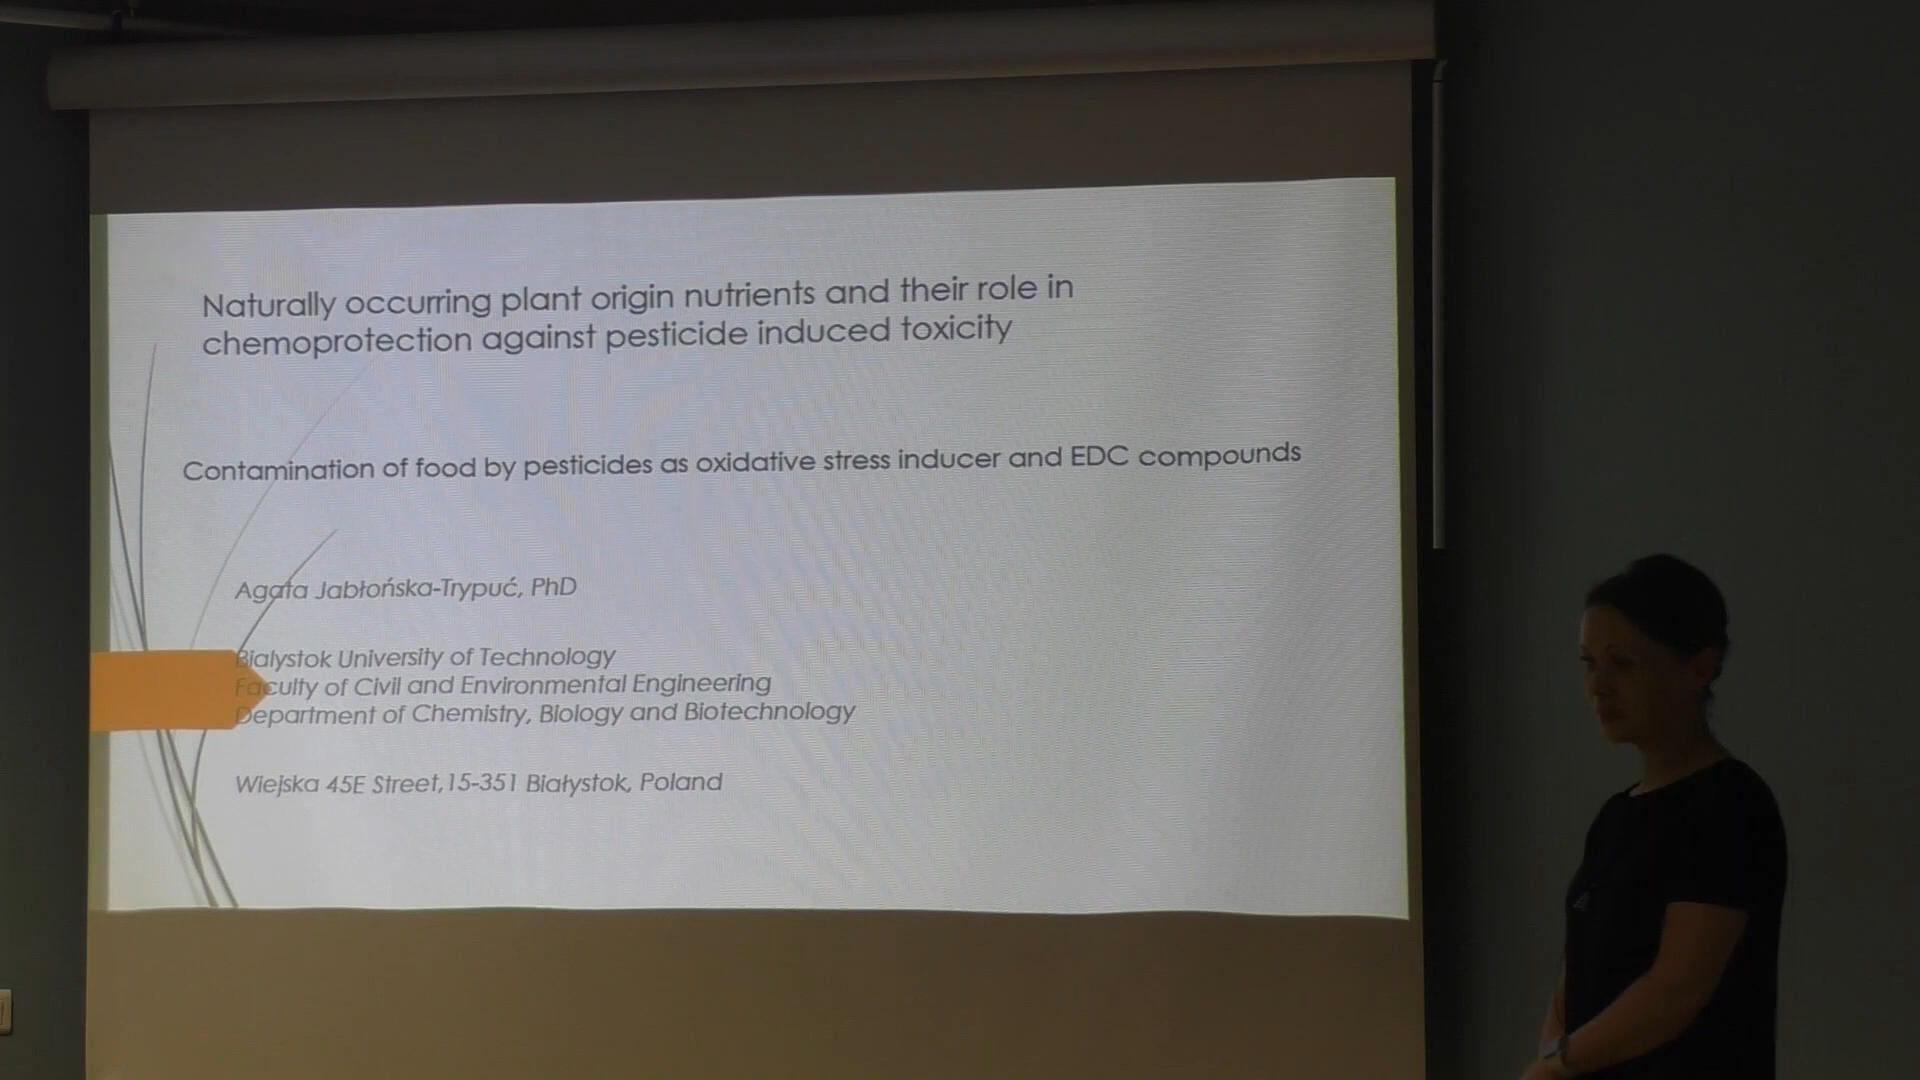 Naturally occurring plant origin nutrients and their role in
chemoprotection against pesticide induced toxicity
Contamination of food by pesticides as oxidative stress inducer and EDC compounds
Agata Jabłońska-Trypuć, PhD
Bialystok University of Technology
Faculty of Civil and Environmental Engineering
Department of Chemistry, Biology and Biotechnology
Wiejska 45E Street, 15-351 Białystok, Poland